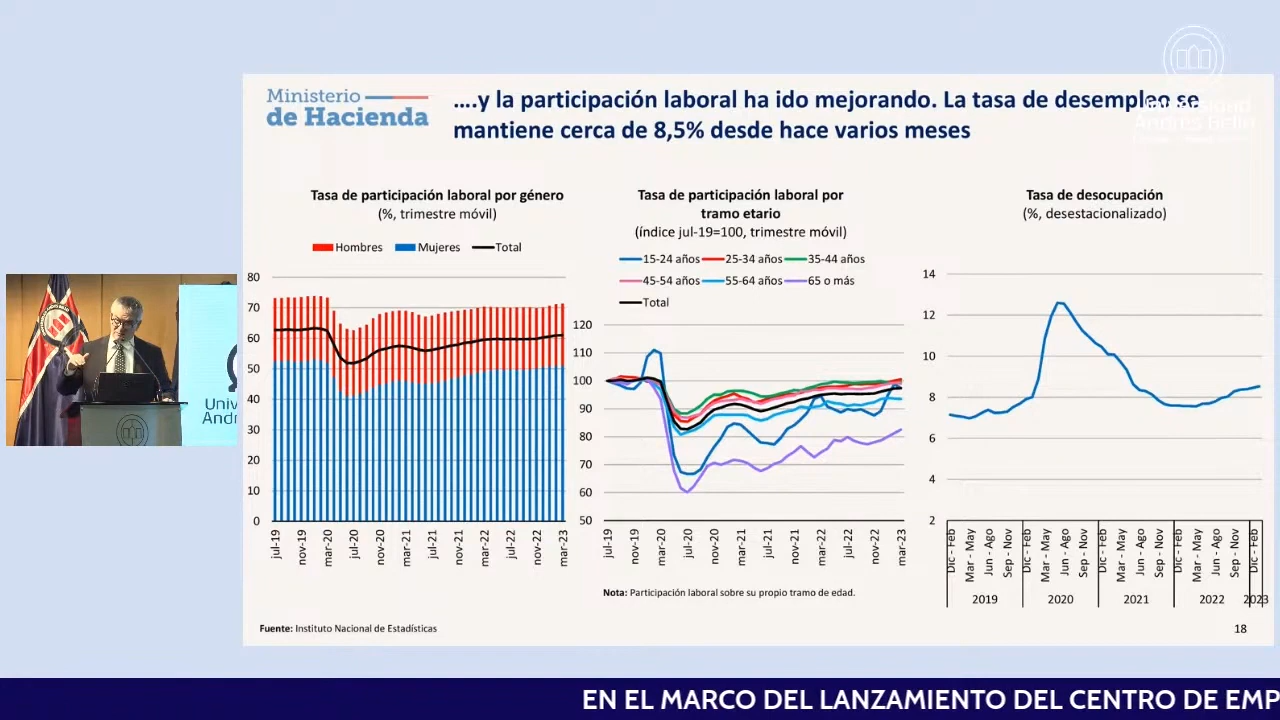 Ministerio
de Hacienda
….y la participación laboral ha ido mejorando. La tasa de desempleo se
mantiene cerca de 8,5% desde hace varios meses
Universidad
Andrés Bello
Tasa de participación laboral por género
(%, trimestre móvil)
Hombres Mujeres Total
80
70
60
50
40
30
20
10
0
jul-19 nov-19 mar-20 jul-20 nov-20 mar-21 jul-21 nov-21 mar-22 jul-22 nov-22 mar-23
Tasa de participación laboral por
tramo etario
(índice jul-19=100, trimestre móvil)
15-24 años 25-34 años 35-44 años
45-54 años 55-64 años 65 o más
Total
120
110
100
90
80
70
60
50
jul-19 nov-19 mar-20 jul-20 nov-20 mar-21 jul-21 nov-21 mar-22 jul-22 nov-22 mar-23
Nota: Participación laboral sobre su propio tramo de edad.
Tasa de desocupación
(%, desestacionalizado)
14
12
10
8
6
4
2
Dic - Feb Mar - May Jun - Ago Sep - Nov Dic - Feb Mar - May Jun - Ago Sep - Nov Dic - Feb Mar - May Jun - Ago Sep - Nov Dic - Feb Mar - May Jun - Ago Sep - Nov Dic - Feb
2019 2020 2021 2022 2023
Fuente: Instituto Nacional de Estadísticas
18
Univ
Andr
EN EL MARCO DEL LANZAMIENTO DEL CENTRO DE EMP